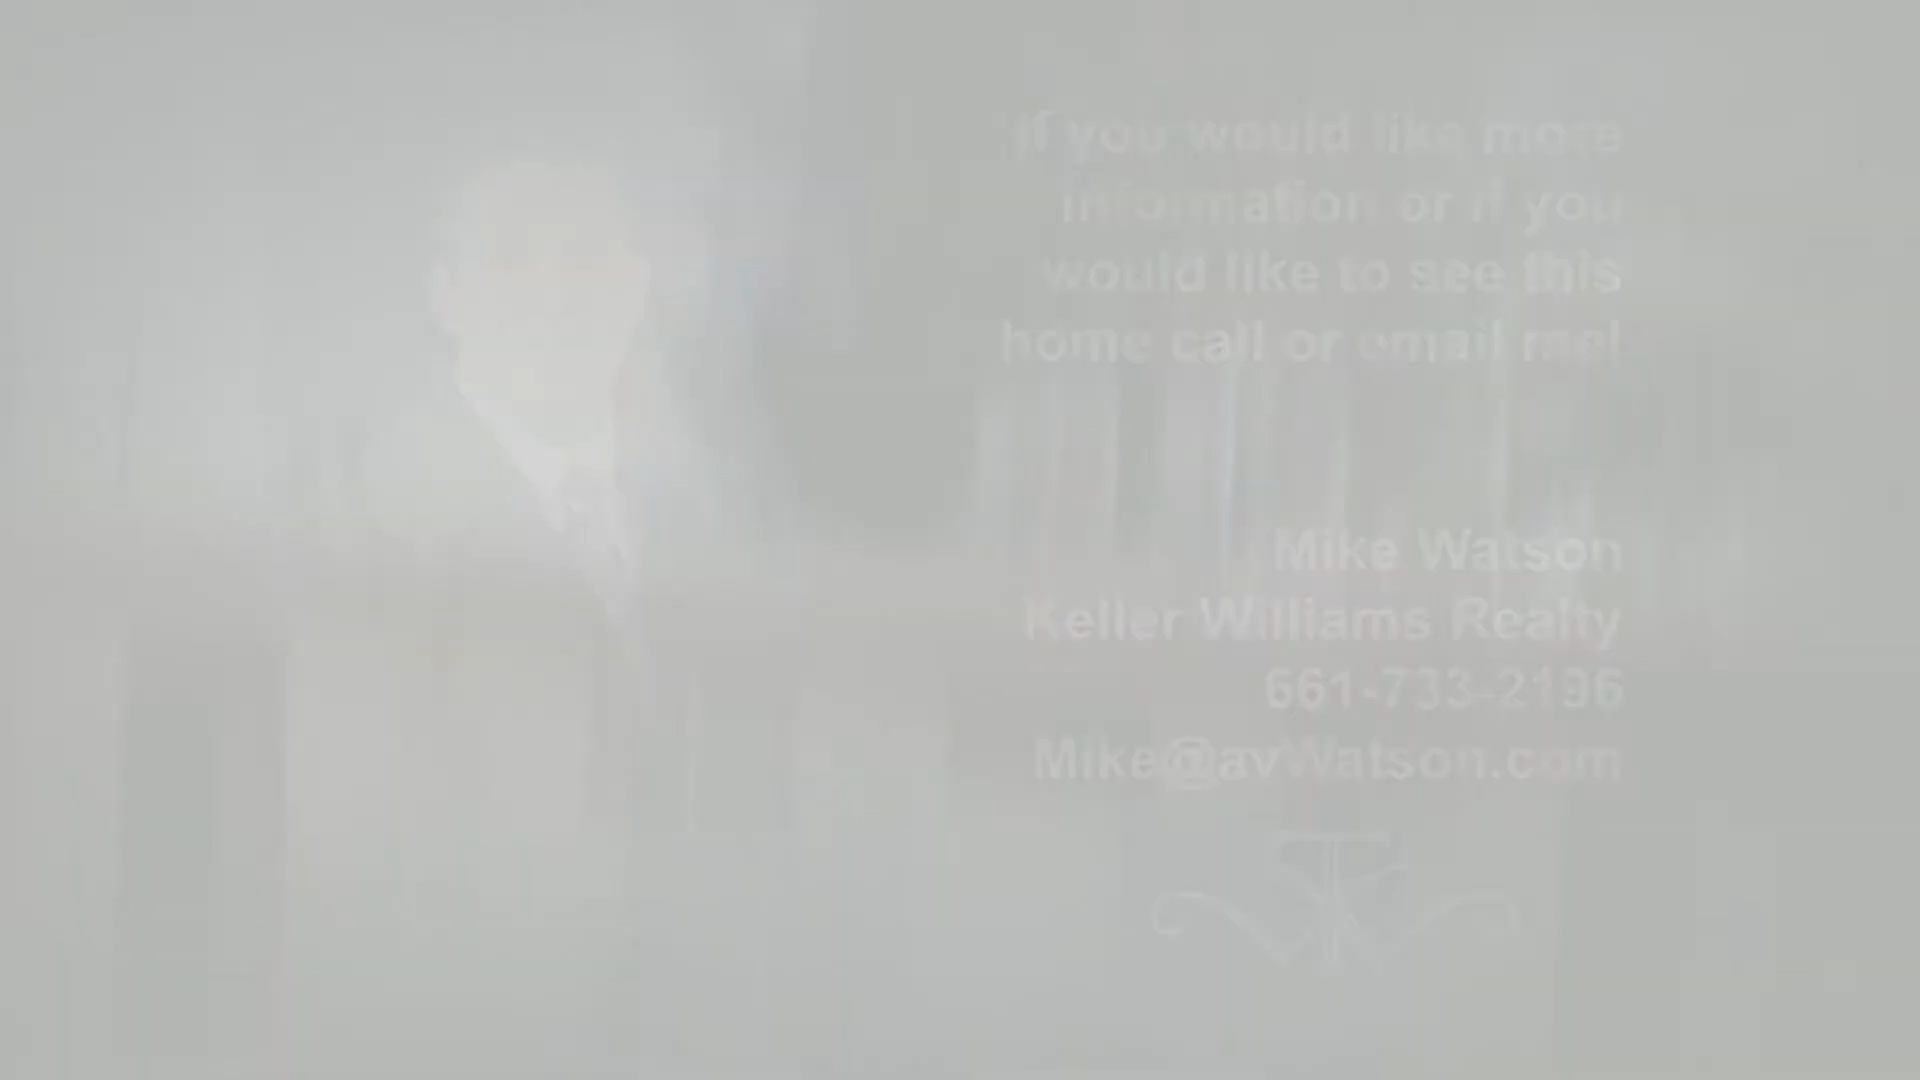 If you would like more
information or if you
would like to see this
home call or email me!
Mike Watson
Keller Williams Realty
661-733-2196
Mike@avWatson.com